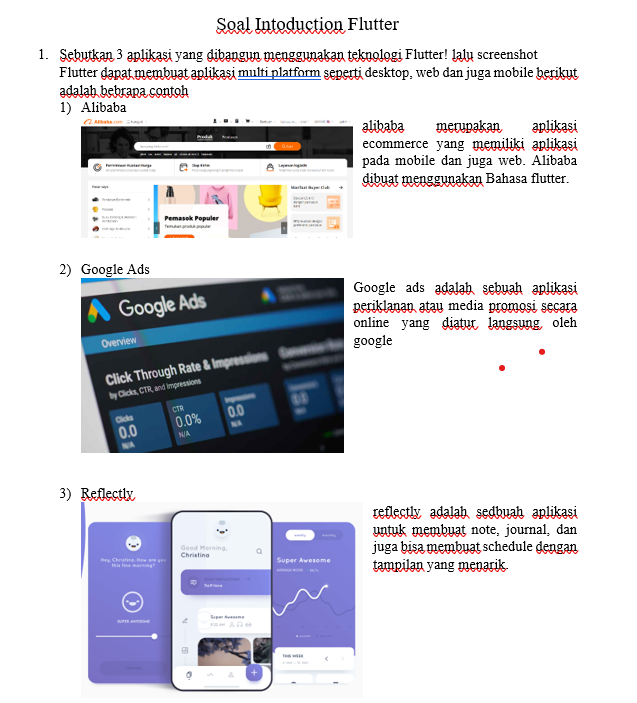 Soal Intoduction Flutter
1. Sebutkan 3 aplikasi yang dibangun menggunakan teknologi Flutter! lalu screenshot
Flutter dapat membuat aplikasi multi platform seperti desktop, web dan juga mobile berikut
adalah bebrapa contoh
1) Alibaba
Alibaba.com
Produk
Manfaat Buyer Club
Pemasok Populer
Temukan produk populer
alibaba merupakan aplikasi
ecommerce yang memiliki aplikasi
pada mobile dan juga web. Alibaba
dibuat menggunakan Bahasa flutter.
2) Google Ads
Google Ads
Overview
Click Through Rate & Impressions
by Clicks, CTR, and Impressions
Clicks
0.0
N/A
CTR
0.0%
N/A
Impressions
0.0
N/A
Google ads adalah sebuah aplikasi
periklanan atau media promosi secara
online yang diatur langsung oleh
google
3) Reflectly
Hey, Christina, How are you
this fine morning?
SUPER AWESOME
Good Morning,
Christina
Super Awesome
Super Awesome
THIS WEEK
reflectly adalah sedbuah aplikasi
untuk membuat note, journal, dan
juga bisa membuat schedule dengan
tampilan yang menarik.